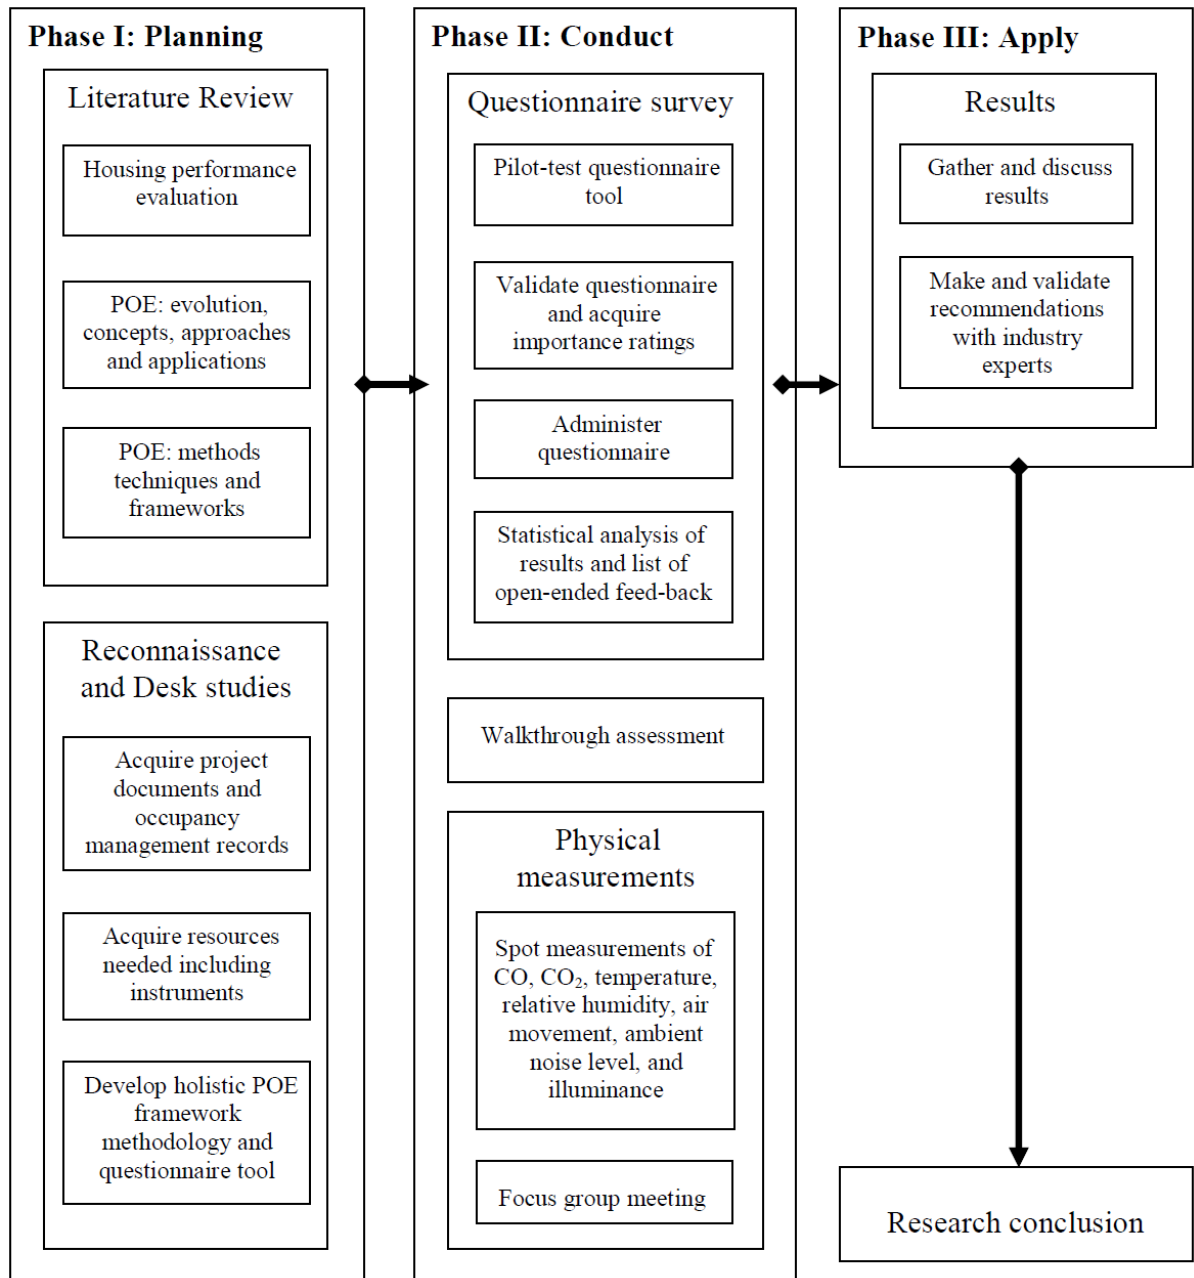 Phase I: Planning
Literature Review
Housing performance
evaluation
POE: evolution,
concepts, approaches
and applications
POE: methods
techniques and
frameworks
Reconnaissance
and Desk studies
Acquire project
documents and
occupancy
management records
Acquire resources
needed including
instruments
Develop holistic POE
framework
methodology and
questionnaire tool
Phase II: Conduct
Questionnaire survey
Pilot-test questionnaire
tool
Validate questionnaire
and acquire
importance ratings
Administer
questionnaire
Statistical analysis of
results and list of
open-ended feed-back
Walkthrough assessment
Physical
measurements
Spot measurements of
CO, CO₂, temperature,
relative humidity, air
movement, ambient
noise level, and
illuminance
Focus group meeting
Phase III: Apply
Results
Gather and discuss
results
Make and validate
recommendations
with industry
experts
Research conclusion